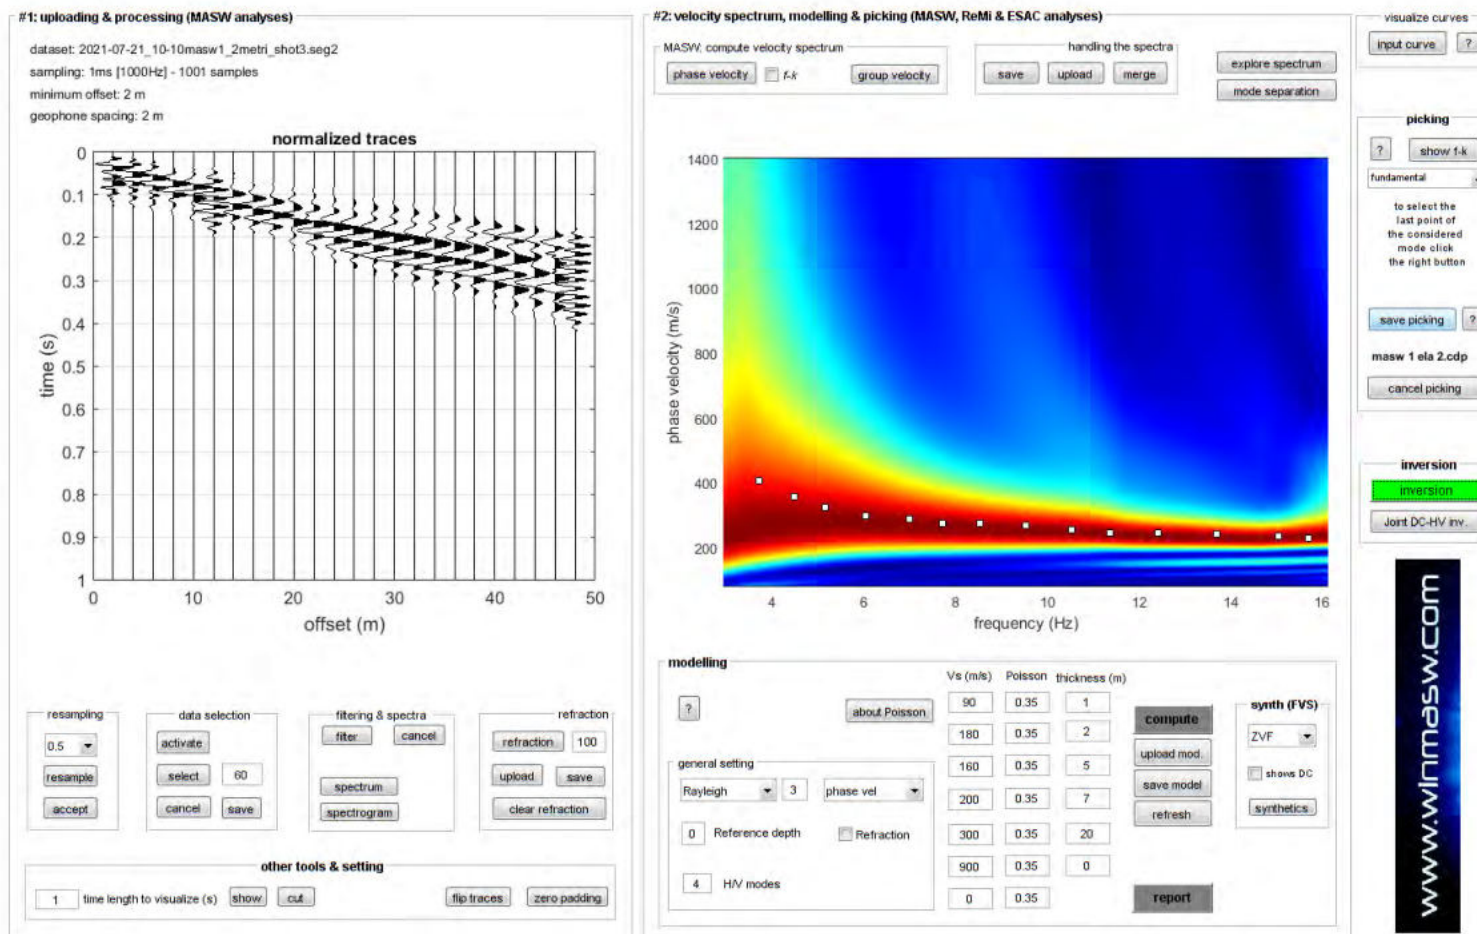 #1: uploading & processing (MASW analyses)
dataset: 2021-07-21_10-10masw1_2metri_shot3.seg2
sampling: 1ms [1000Hz] - 1001 samples
minimum offset: 2 m
geophone spacing: 2 m
normalized traces
0
0.1
0.2
0.3
0.4
0.5
0.6
0.7
0.8
0.9
1
time (s)
0 10 20 30 40 50
offset (m)
resampling
0.5
resample
accept
data selection
activate
select 60
cancel save
filtering & spectra
filter cancel
spectrum
spectrogram
refraction
refraction 100
upload save
clear refraction
other tools & setting
1 time length to visualize (s) show cut flip traces zero padding
#2: velocity spectrum, modelling & picking (MASW, ReMi & ESAC analyses)
MASW: compute velocity spectrum
phase velocity f-k group velocity
handling the spectra
save upload merge
explore spectrum
mode separation
1400
1200
1000
800
600
400
200
phase velocity (m/s)
4 6 8 10 12 14 16
frequency (Hz)
modelling
?
about Poisson
general setting
Rayleigh 3 phase vel
0 Reference depth Refraction
4 H/V modes
Vs (m/s) Poisson thickness (m)
90 0.35 1
180 0.35 2
160 0.35 5
200 0.35 7
300 0.35 20
900 0.35 0
0 0.35
compute
upload mod.
save model
refresh
report
synth (FVS)
ZVF
shows DC
synthetics
visualize curves
input curve ?
picking
? show f-k
fundamental
to select the
last point of
the considered
mode click
the right button
save picking ?
masw 1 ela 2.cdp
cancel picking
inversion
inversion
Joint DC-HV inv.
www.winmasw.com